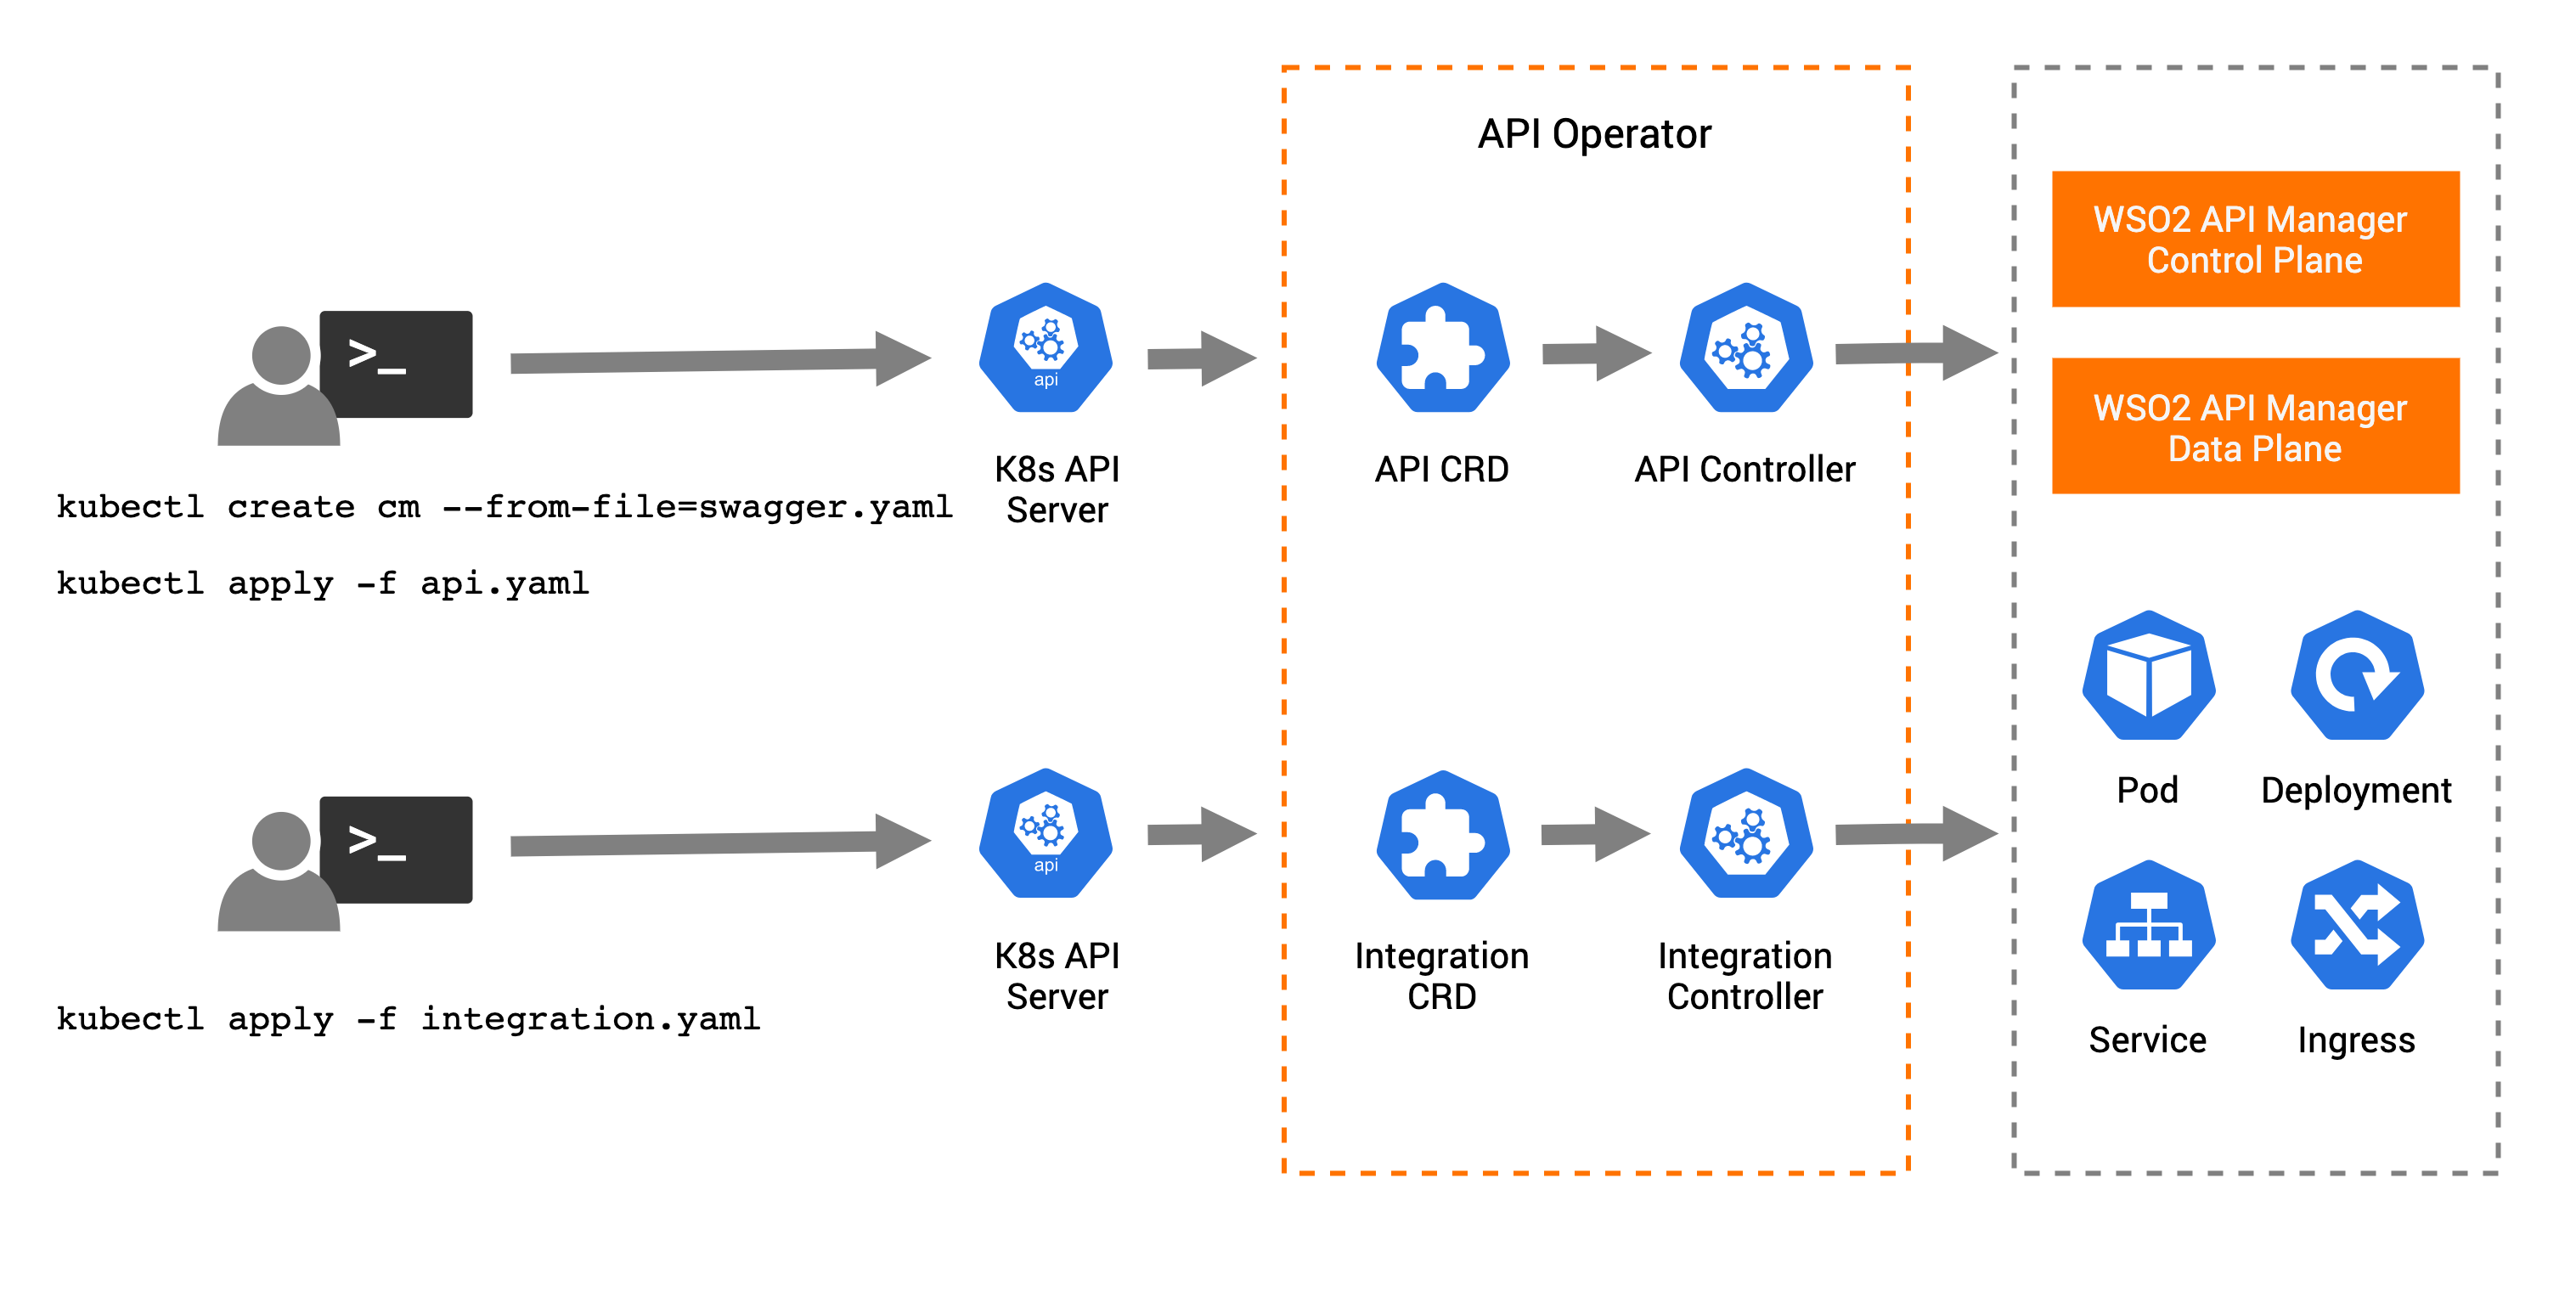 API Operator
WSO2 API Manager
Control Plane
WSO2 API Manager
Data Plane
>_
api
K8s API
Server
API CRD
API Controller
kubectl create cm --from-file=swagger.yaml
kubectl apply -f api.yaml
Pod
Deployment
>_
api
K8s API
Server
Integration
CRD
Integration
Controller
kubectl apply -f integration.yaml
Service
Ingress